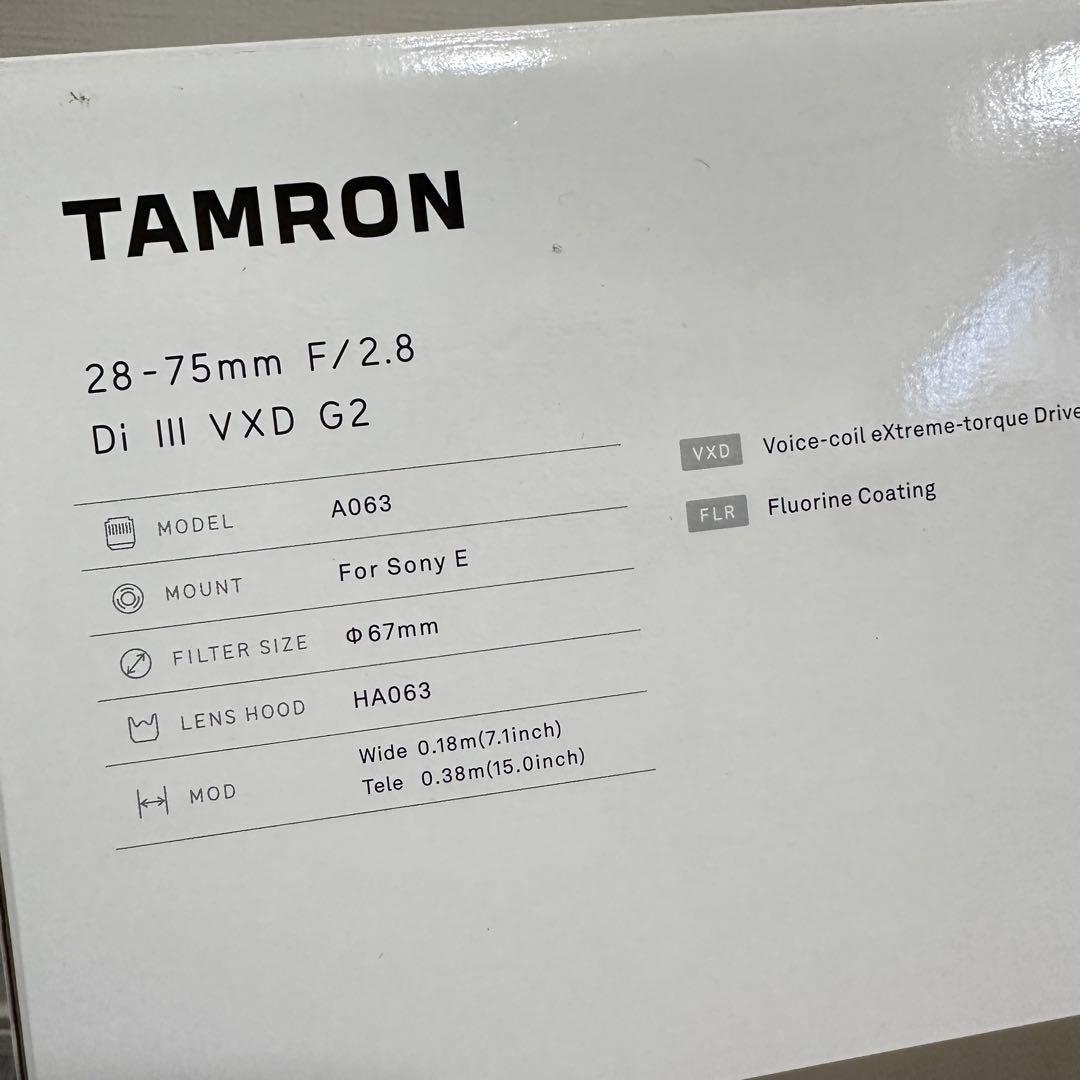 TAMRON
28-75mm F/2.8
Di III VXD G2
MODEL A063
MOUNT For Sony E
FILTER SIZE Φ67mm
LENS HOOD HA063
MOD Wide 0.18m(7.1inch)
Tele 0.38m(15.0inch)
VXD Voice-coil eXtreme-torque Drive
FLR Fluorine Coating